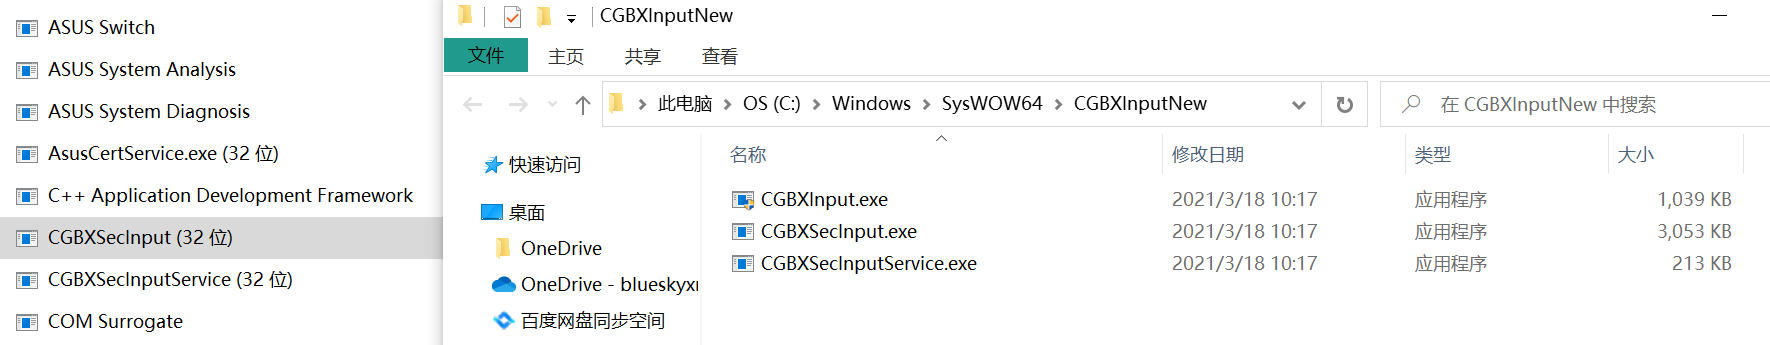 ASUS Switch
ASUS System Analysis
ASUS System Diagnosis
AsusCertService.exe (32 位)
C++ Application Development Framework
CGBXSecInput (32 位)
CGBXSecInputService (32 位)
COM Surrogate
CGBXInputNew
文件 主页 共享 查看
此电脑 OS (C:) Windows SysWOW64 CGBXInputNew
在 CGBXInputNew 中搜索
快速访问
桌面
OneDrive
OneDrive - blueskyxı
百度网盘同步空间
名称 修改日期 类型 大小
CGBXInput.exe 2021/3/18 10:17 应用程序 1,039 KB
CGBXSecInput.exe 2021/3/18 10:17 应用程序 3,053 KB
CGBXSecInputService.exe 2021/3/18 10:17 应用程序 213 KB